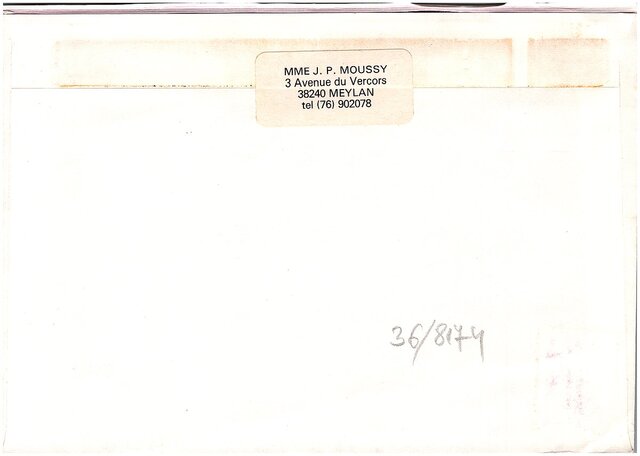 MME J. P. MOUSSY
3 Avenue du Vercors
38240 MEYLAN
tel (76) 902078
36/8174